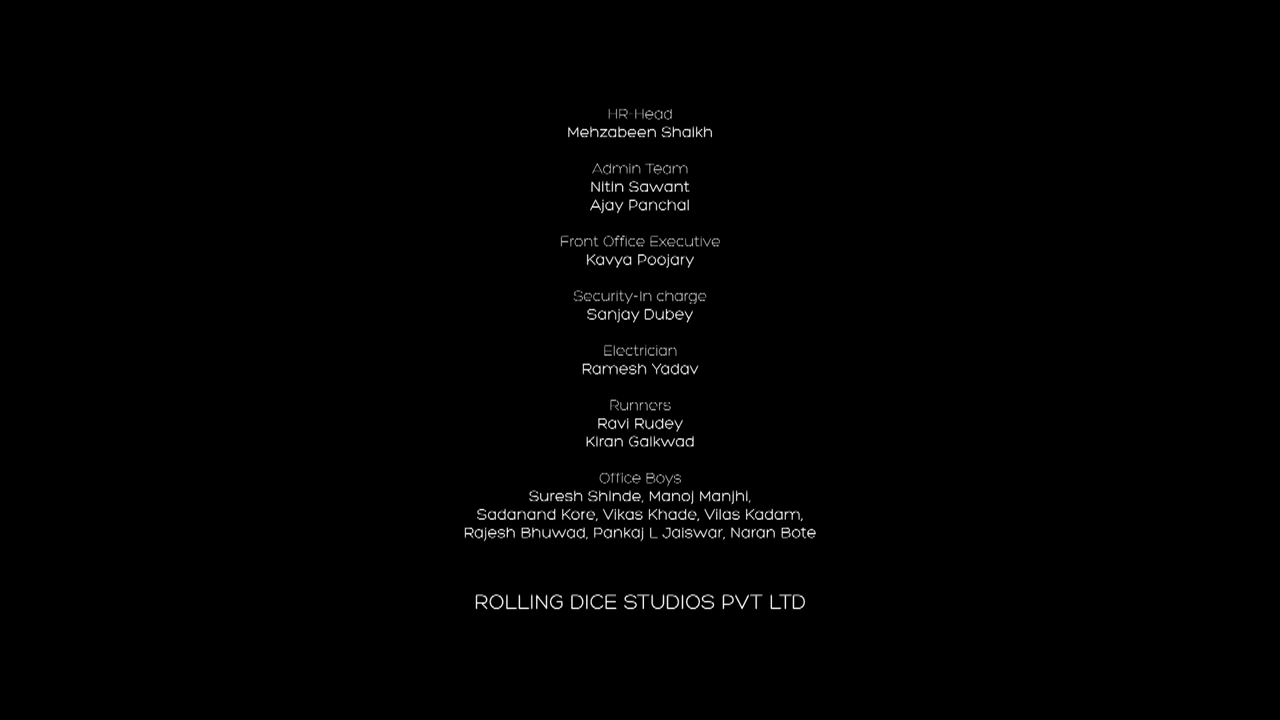 HR-Head
Mehzabeen Shaikh
Admin Team
Nitin Sawant
Ajay Panchal
Front Office Executive
Kavya Poojary
Security-In charge
Sanjay Dubey
Electrician
Ramesh Yadav
Runners
Ravi Rudey
Kiran Gaikwad
Office Boys
Suresh Shinde, Manoj Manjhi,
Sadanand Kore, Vikas Khade, Vilas Kadam,
Rajesh Bhuwad, Pankaj L Jaiswar, Naran Bote
ROLLING DICE STUDIOS PVT LTD